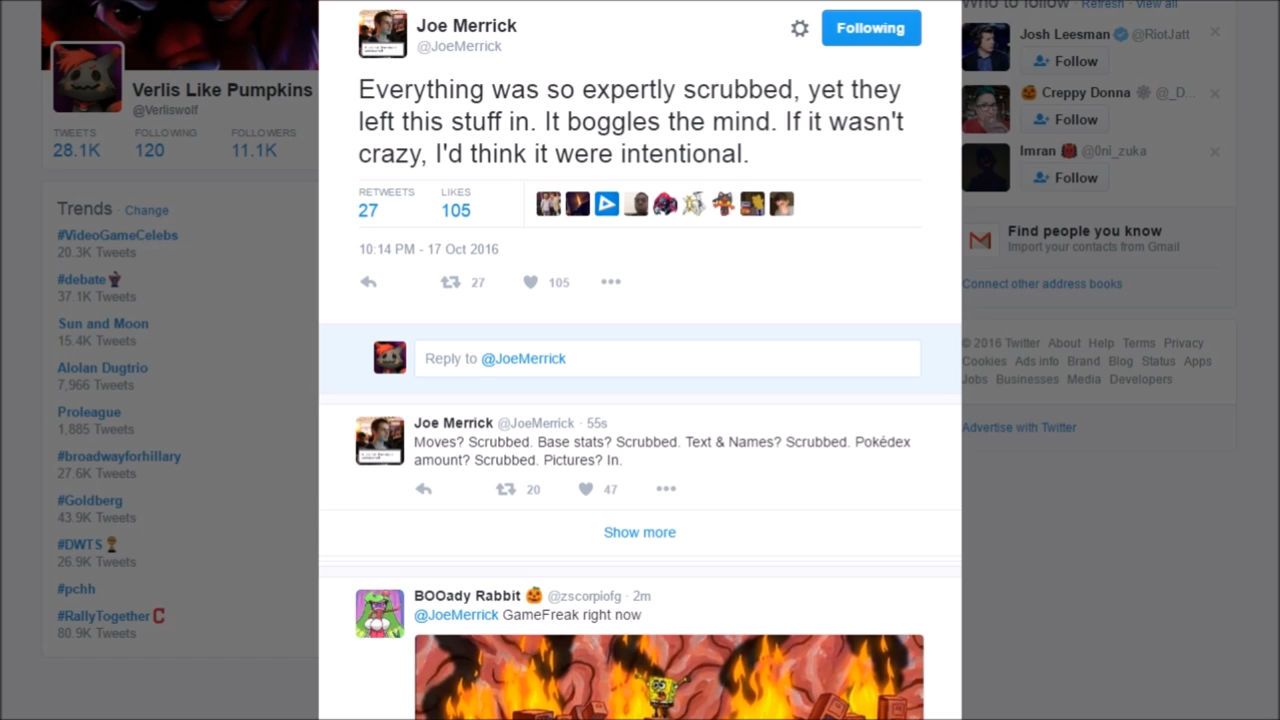 Verlis Like Pumpkins
@Verliswolf
TWEETS FOLLOWING FOLLOWERS
28.1K 120 11.1K
Trends · Change
#VideoGameCelebs
20.3K Tweets
#debate
37.1K Tweets
Sun and Moon
15.4K Tweets
Alolan Dugtrio
7,966 Tweets
Proleague
1,885 Tweets
#broadwayforhillary
27.6K Tweets
#Goldberg
43.9K Tweets
#DWTS
26.9K Tweets
#pchh
#RallyTogether
80.9K Tweets
Joe Merrick
@JoeMerrick
Following
Everything was so expertly scrubbed, yet they
left this stuff in. It boggles the mind. If it wasn't
crazy, I'd think it were intentional.
RETWEETS LIKES
27 105
10:14 PM - 17 Oct 2016
27 105
Reply to @JoeMerrick
Joe Merrick @JoeMerrick · 55s
Moves? Scrubbed. Base stats? Scrubbed. Text & Names? Scrubbed. Pokédex
amount? Scrubbed. Pictures? In.
20 47
Show more
BOOady Rabbit @zscorpiofg · 2m
@JoeMerrick GameFreak right now
Who to follow · Refresh · View all
Josh Leesman @RiotJatt
Follow
Creppy Donna @_D...
Follow
Imran @0ni_zuka
Follow
Find people you know
Import your contacts from Gmail
Connect other address books
© 2016 Twitter About Help Terms Privacy
Cookies Ads info Brand Blog Status Apps
Jobs Businesses Media Developers
Advertise with Twitter